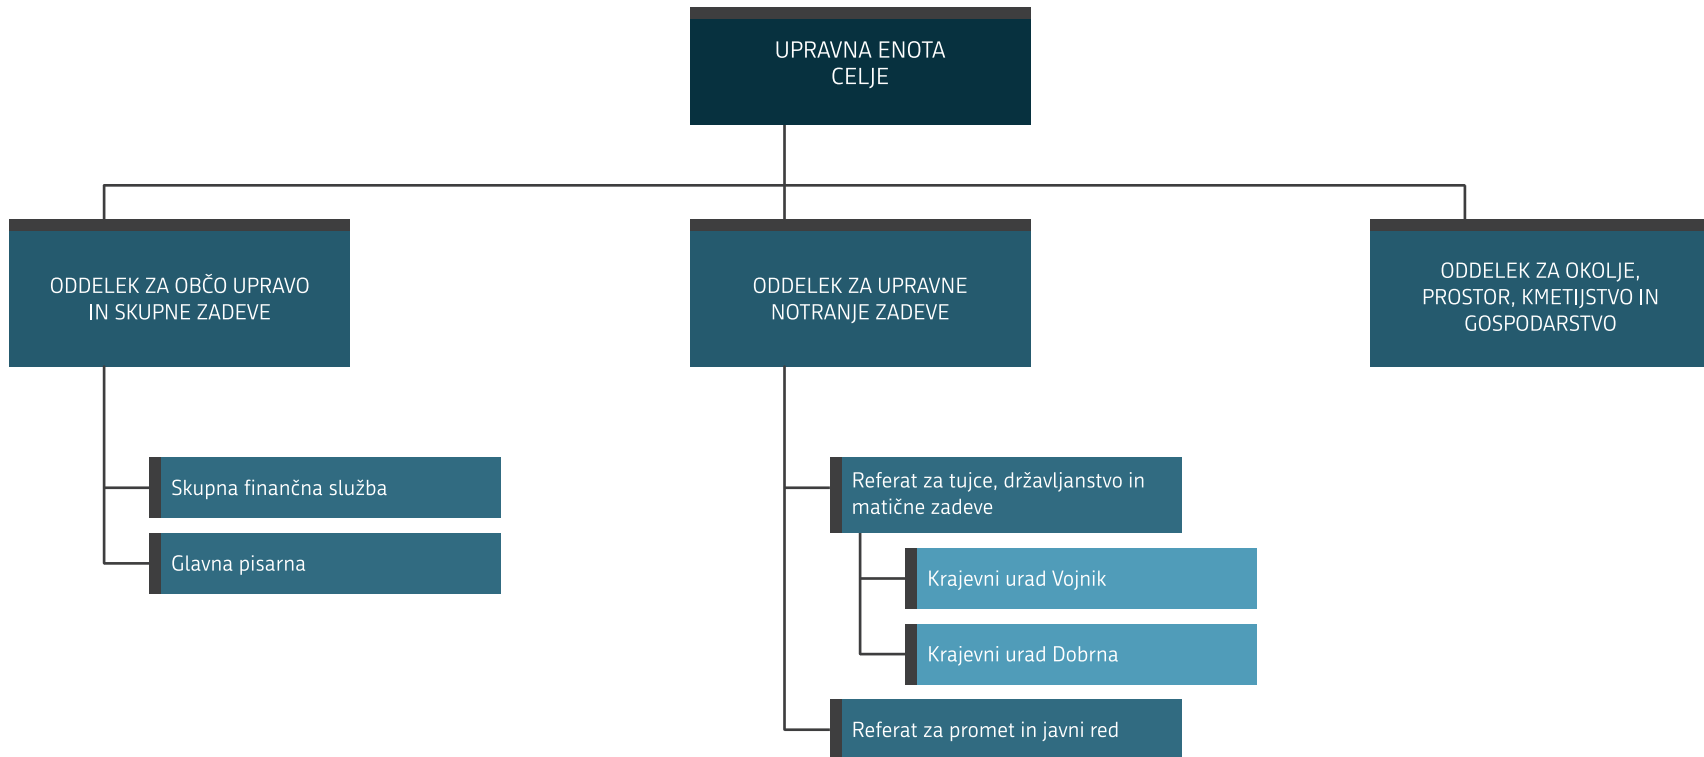 UPRAVNA ENOTA
CELJE
ODDELEK ZA OBČO UPRAVO
IN SKUPNE ZADEVE
Skupna finančna služba
Glavna pisarna
ODDELEK ZA UPRAVNE
NOTRANJE ZADEVE
Referat za tujce, državljanstvo in
matične zadeve
Krajevni urad Vojnik
Krajevni urad Dobrna
Referat za promet in javni red
ODDELEK ZA OKOLJE,
PROSTOR, KMETIJSTVO IN
GOSPODARSTVO